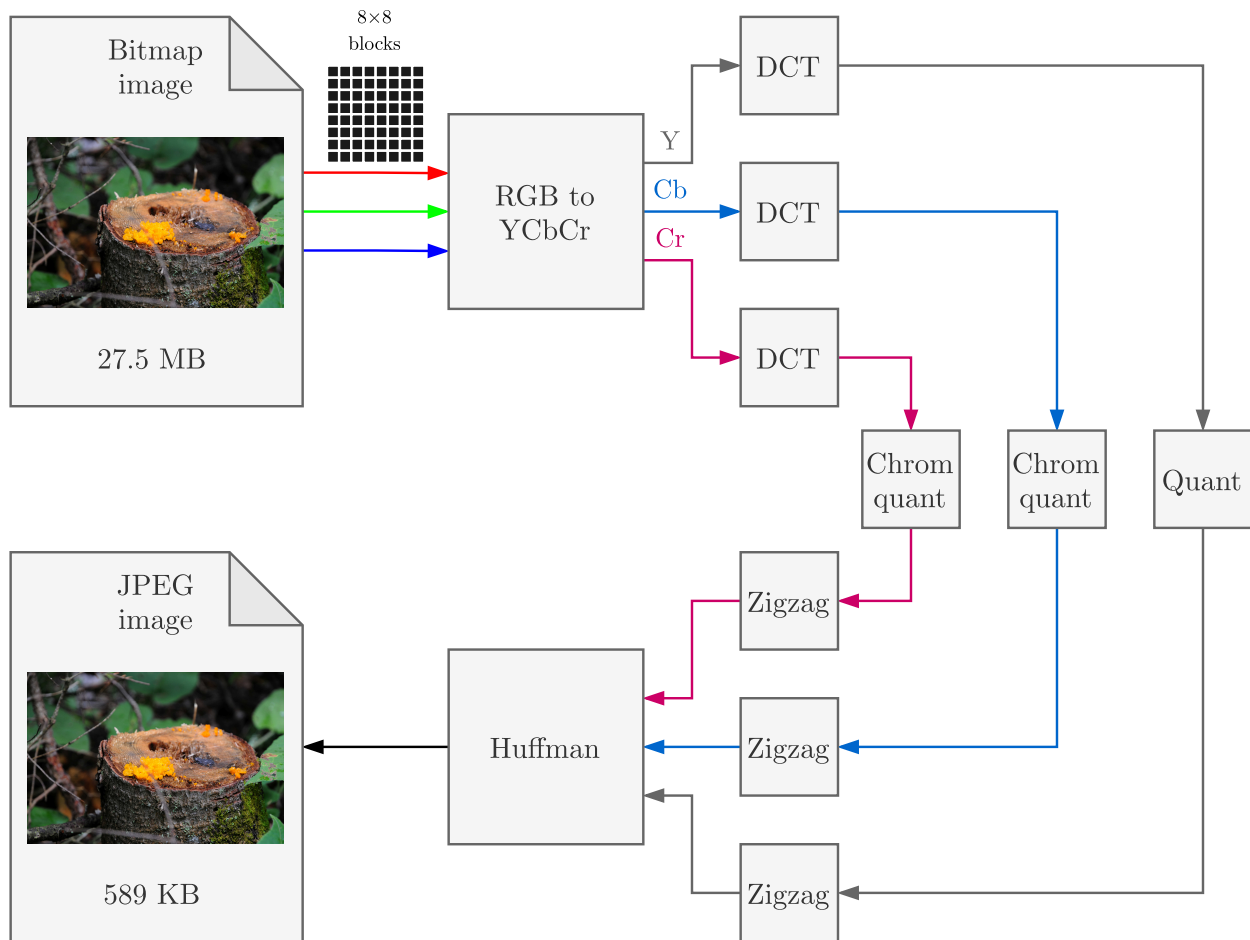 Bitmap
image
27.5 MB
8×8
blocks
RGB to
YCbCr
Y
Cb
Cr
DCT
DCT
DCT
Chrom
quant
Chrom
quant
Quant
Zigzag
Zigzag
Zigzag
Huffman
JPEG
image
589 KB